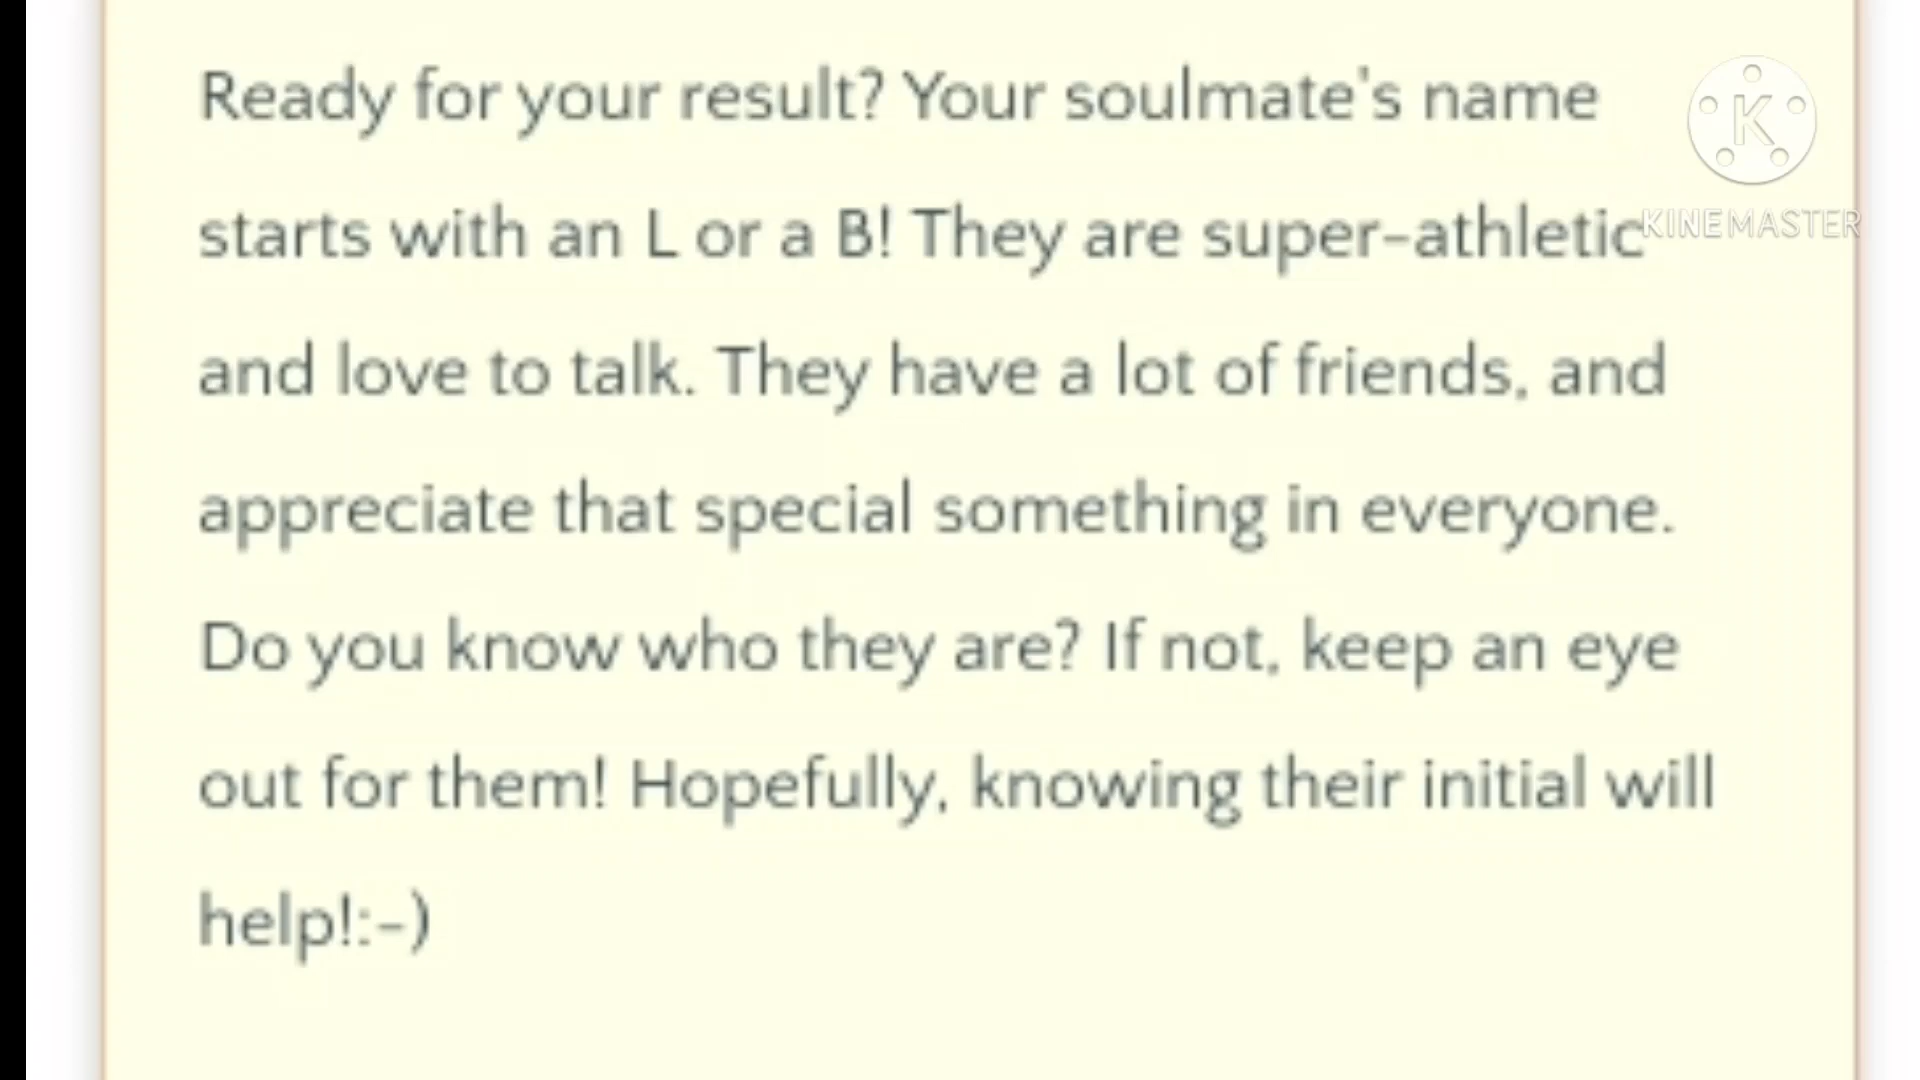 Ready for your result? Your soulmate's name
starts with an L or a B! They are super-athletic
and love to talk. They have a lot of friends, and
appreciate that special something in everyone.
Do you know who they are? If not, keep an eye
out for them! Hopefully, knowing their initial will
help!:-)
K
KINEMASTER